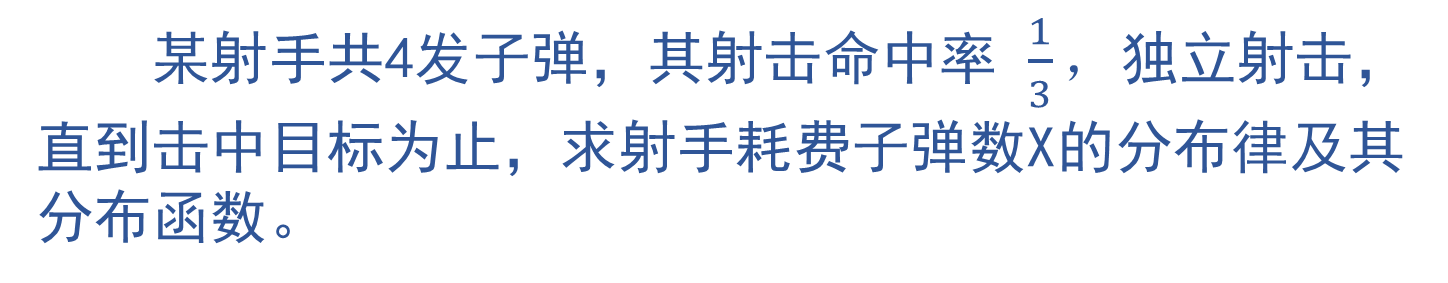 某射手共4发子弹，其射击命中率 1/3，独立射击，
直到击中目标为止，求射手耗费子弹数X的分布律及其
分布函数。